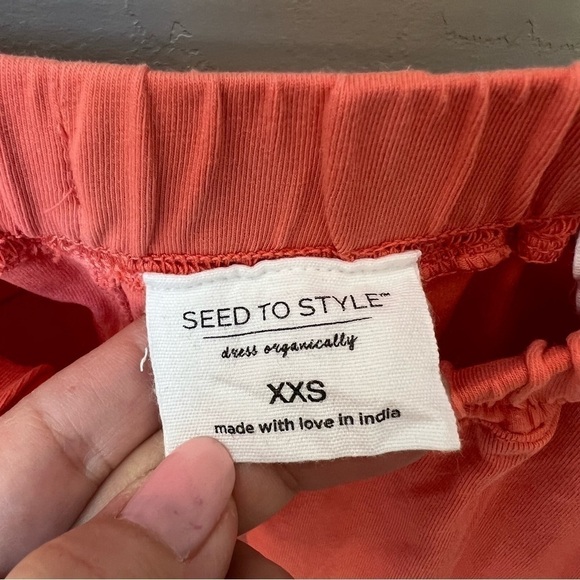 SEED TO STYLE™
dress organically
XXS
made with love in india